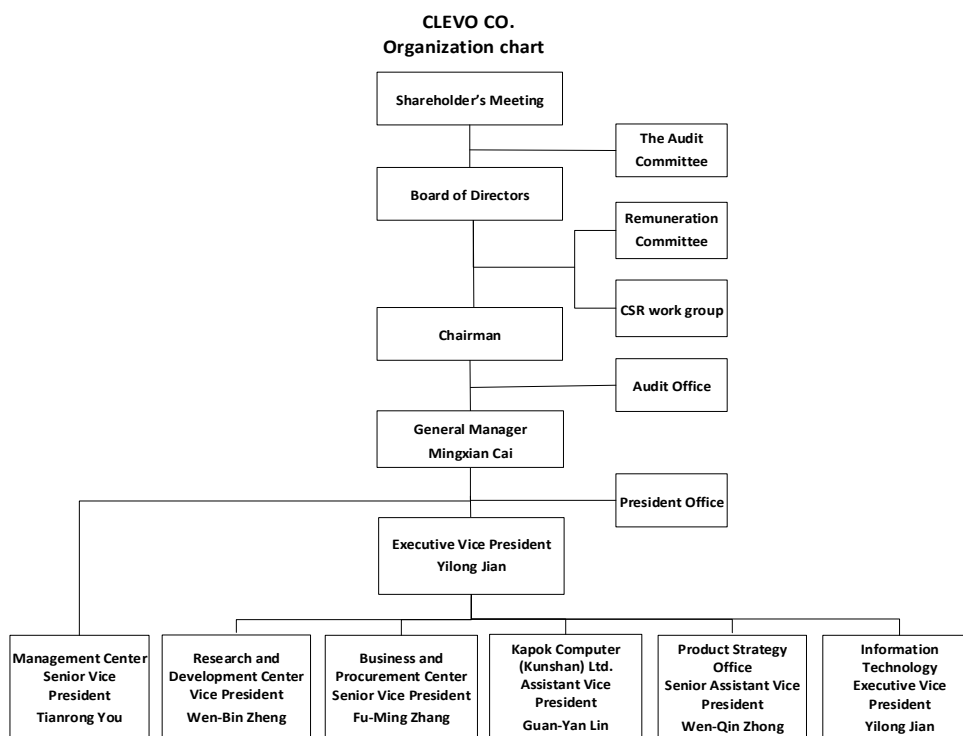 CLEVO CO.
Organization chart
Shareholder's Meeting
The Audit
Committee
Board of Directors
Remuneration
Committee
CSR work group
Chairman
Audit Office
General Manager
Mingxian Cai
President Office
Executive Vice President
Yilong Jian
Management Center
Senior Vice
President
Tianrong You
Research and
Development Center
Vice President
Wen-Bin Zheng
Business and
Procurement Center
Senior Vice President
Fu-Ming Zhang
Kapok Computer
(Kunshan) Ltd.
Assistant Vice
President
Guan-Yan Lin
Product Strategy
Office
Senior Assistant Vice
President
Wen-Qin Zhong
Information
Technology
Executive Vice
President
Yilong Jian